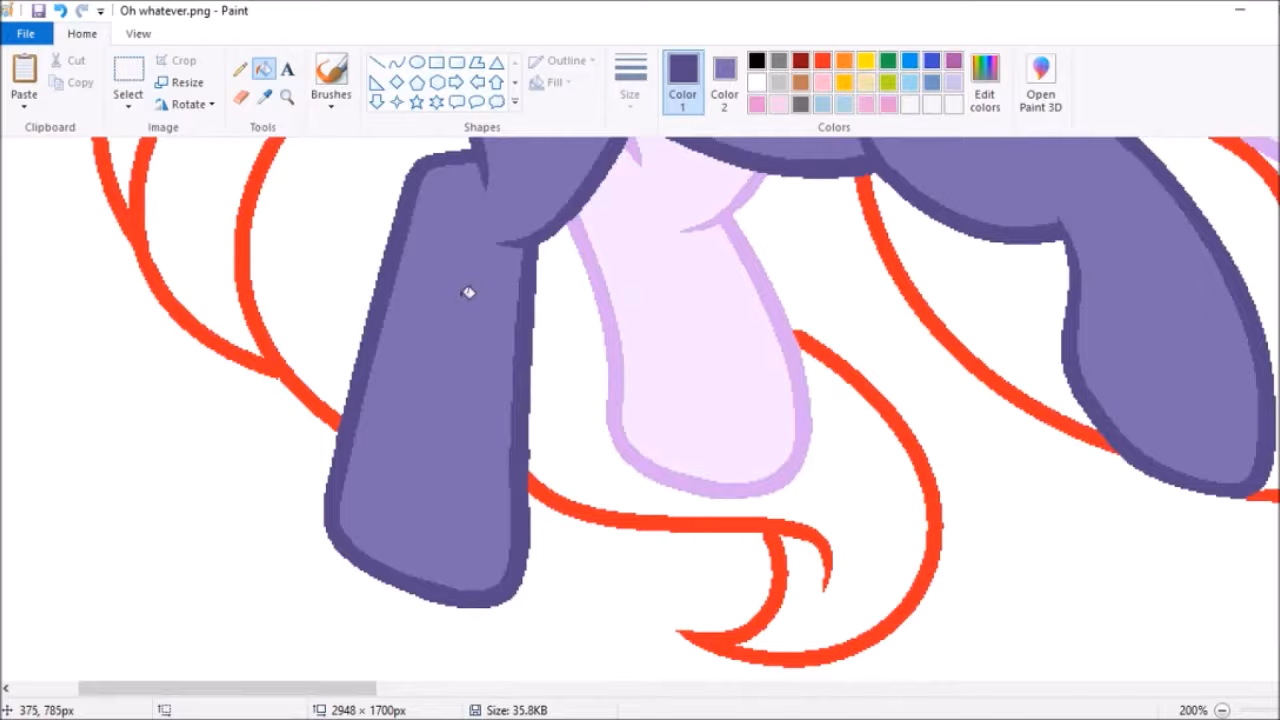 Oh whatever.png - Paint
File Home View
Paste Cut Copy Clipboard
Select Crop Resize Rotate Image
A Tools
Brushes
Outline Fill Shapes
Size
Color 1 Color 2 Edit colors Colors
Open Paint 3D
375, 785px 2948 × 1700px Size: 35.8KB 200%